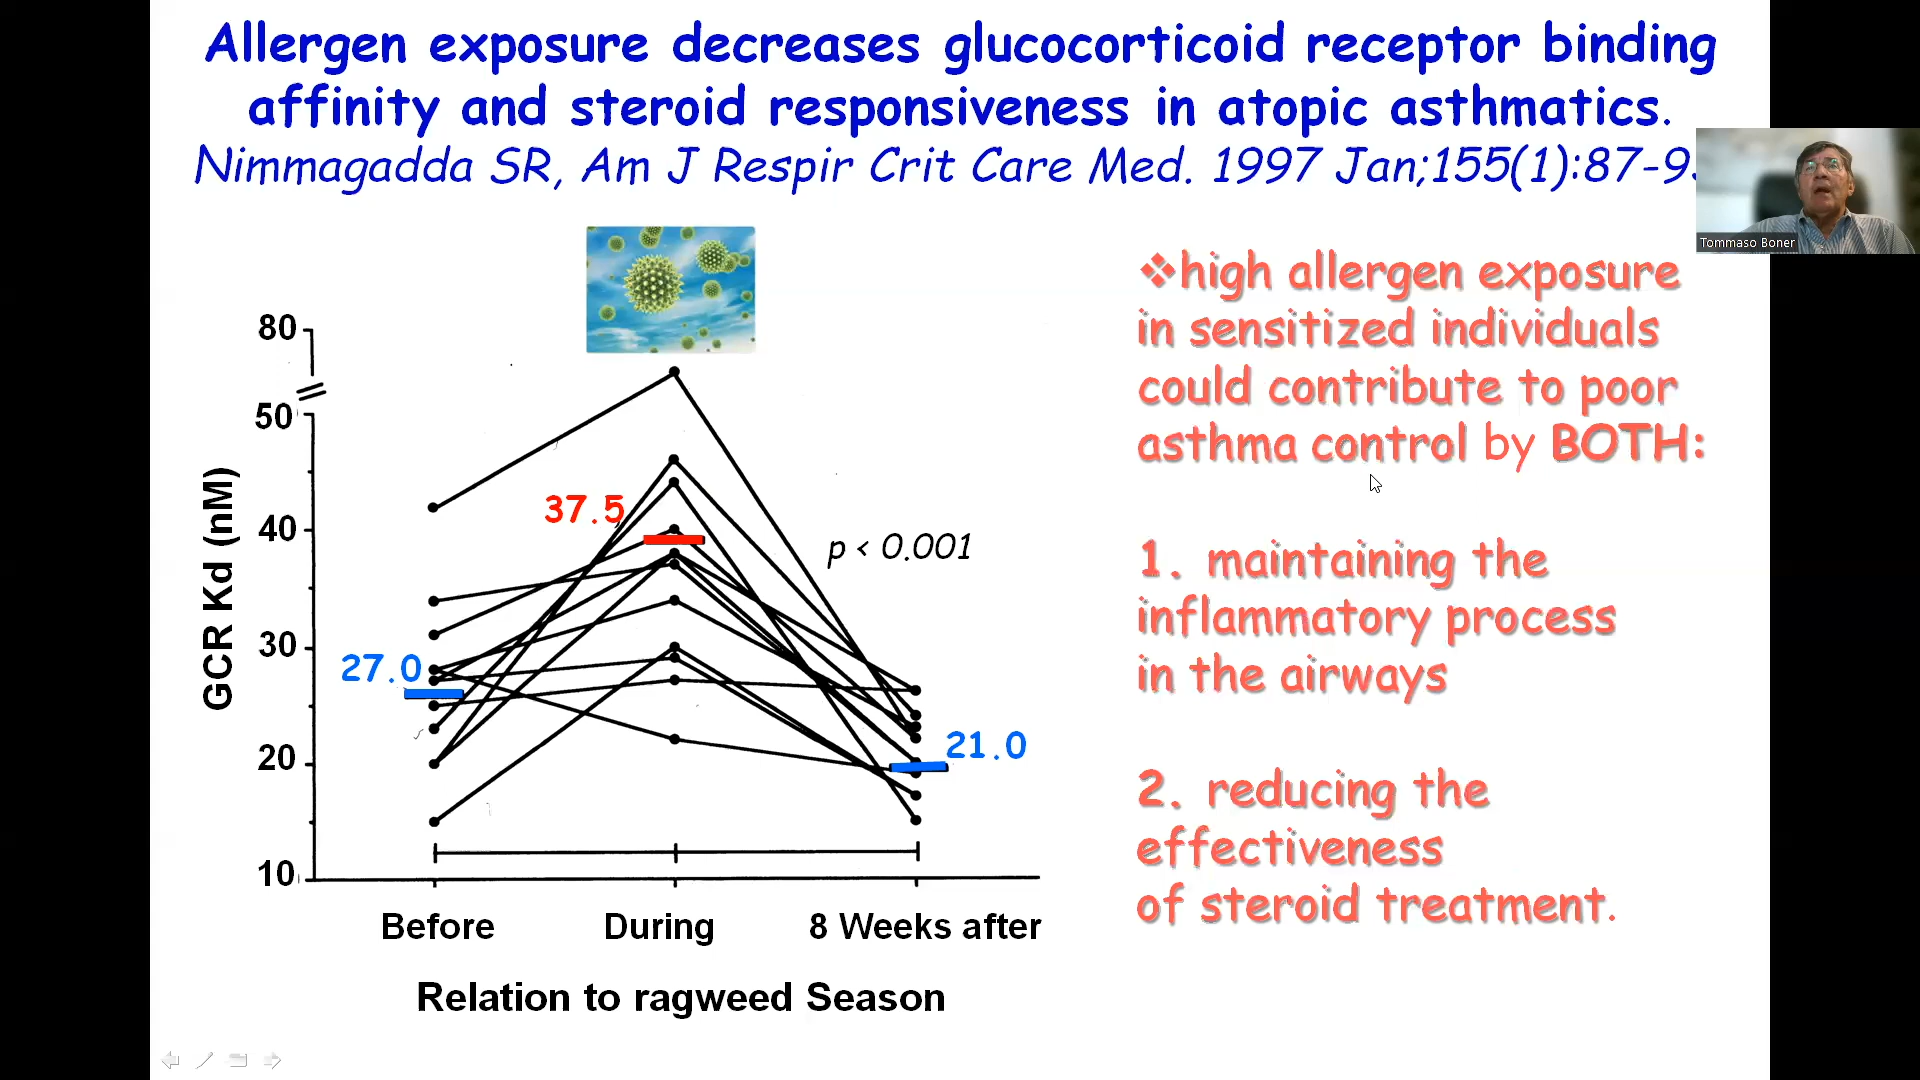 Allergen exposure decreases glucocorticoid receptor binding
affinity and steroid responsiveness in atopic asthmatics.
Nimmagadda SR, Am J Respir Crit Care Med. 1997 Jan;155(1):87-9
Tommaso Boner
❖high allergen exposure
in sensitized individuals
could contribute to poor
asthma control by BOTH:
1. maintaining the
inflammatory process
in the airways
2. reducing the
effectiveness
of steroid treatment.
GCR Kd (nM)
80
50
40
30
20
10
27.0
37.5
p < 0.001
21.0
Before
During
8 Weeks after
Relation to ragweed Season